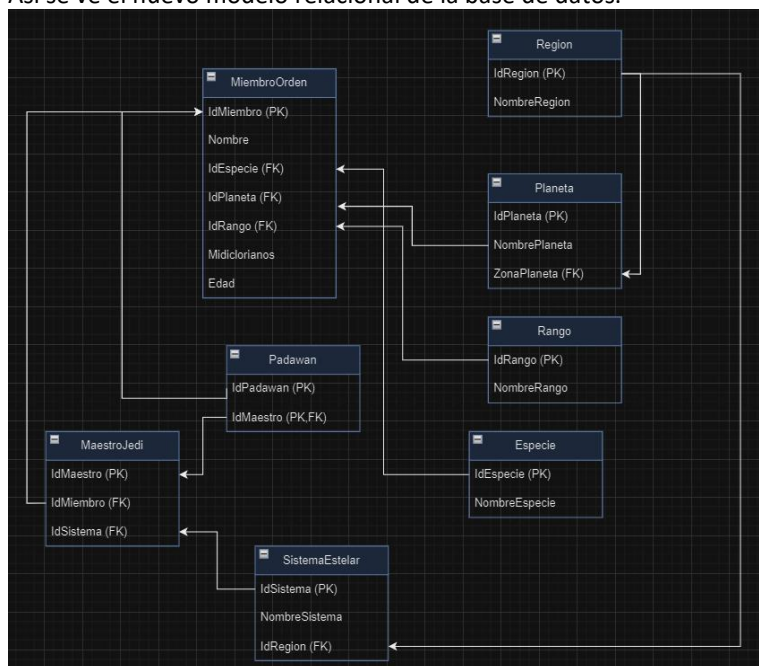 Así se ve el nuevo modelo relacional de la base de datos.
Region
IdRegion (PK)
NombreRegion
MiembroOrden
IdMiembro (PK)
Nombre
IdEspecie (FK)
IdPlaneta (FK)
IdRango (FK)
Midiclorianos
Edad
Planeta
IdPlaneta (PK)
NombrePlaneta
ZonaPlaneta (FK)
Rango
IdRango (PK)
NombreRango
Padawan
IdPadawan (PK)
IdMaestro (PK,FK)
MaestroJedi
IdMaestro (PK)
IdMiembro (FK)
IdSistema (FK)
Especie
IdEspecie (PK)
NombreEspecie
SistemaEstelar
IdSistema (PK)
NombreSistema
IdRegion (FK)